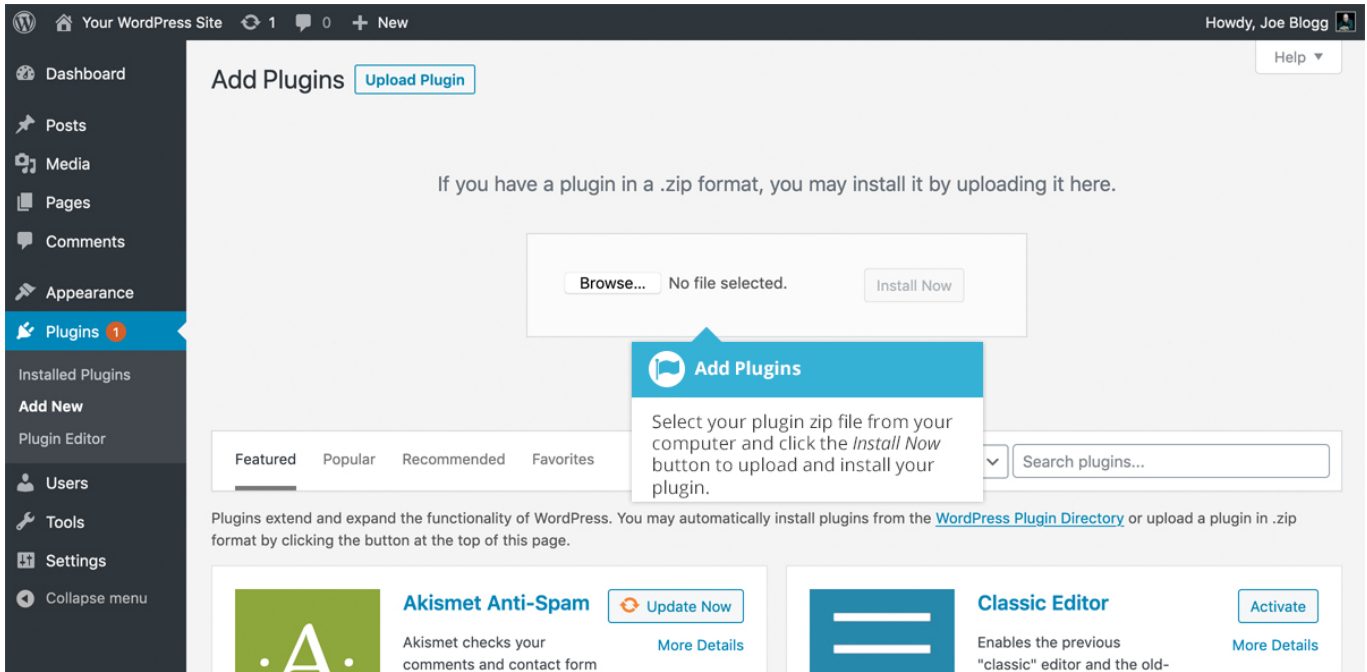 Your WordPress Site 1 0 New Howdy, Joe Blogg
Help
Dashboard
Posts
Media
Pages
Comments
Appearance
Plugins 1
Installed Plugins
Add New
Plugin Editor
Users
Tools
Settings
Collapse menu
Add Plugins Upload Plugin
If you have a plugin in a .zip format, you may install it by uploading it here.
Browse... No file selected. Install Now
Add Plugins
Select your plugin zip file from your
computer and click the Install Now
button to upload and install your
plugin.
Featured Popular Recommended Favorites
Search plugins...
Plugins extend and expand the functionality of WordPress. You may automatically install plugins from the WordPress Plugin Directory or upload a plugin in .zip
format by clicking the button at the top of this page.
Akismet Anti-Spam Update Now
Akismet checks your More Details
comments and contact form
Classic Editor Activate
Enables the previous More Details
"classic" editor and the old-